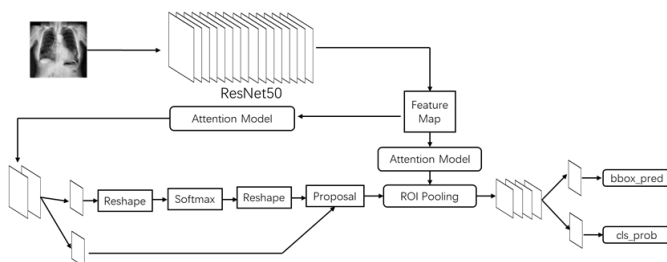 ResNet50
Feature
Map
Attention Model
Attention Model
Reshape
Softmax
Reshape
Proposal
ROI Pooling
bbox_pred
cls_prob